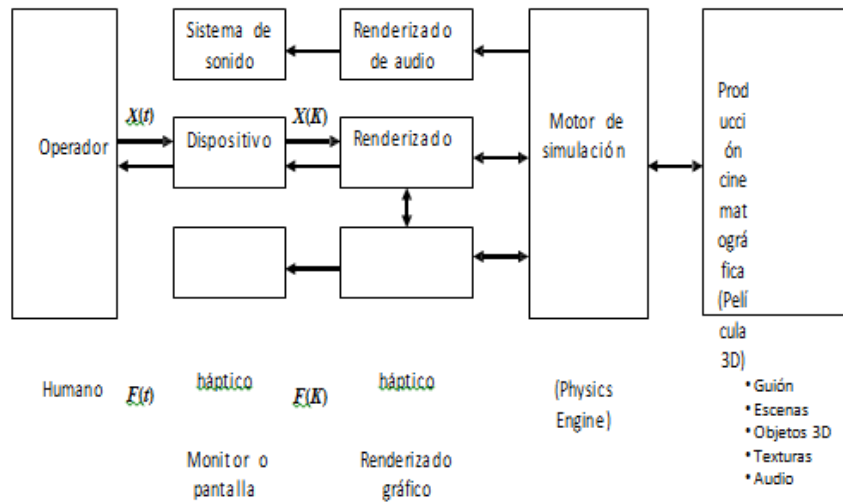 Sistema de
sonido
Renderizado
de audio
X(t)
X(K)
Operador
Dispositivo
Renderizado
Motor de
simulación
Prod
ucci
ón
cine
mat
ográ
fica
(Pelí
cula
3D)
Humano
F(t)
háptico
F(K)
háptico
(Physics
Engine)
• Guión
• Escenas
• Objetos 3D
• Texturas
• Audio
Monitor o
pantalla
Renderizado
gráfico